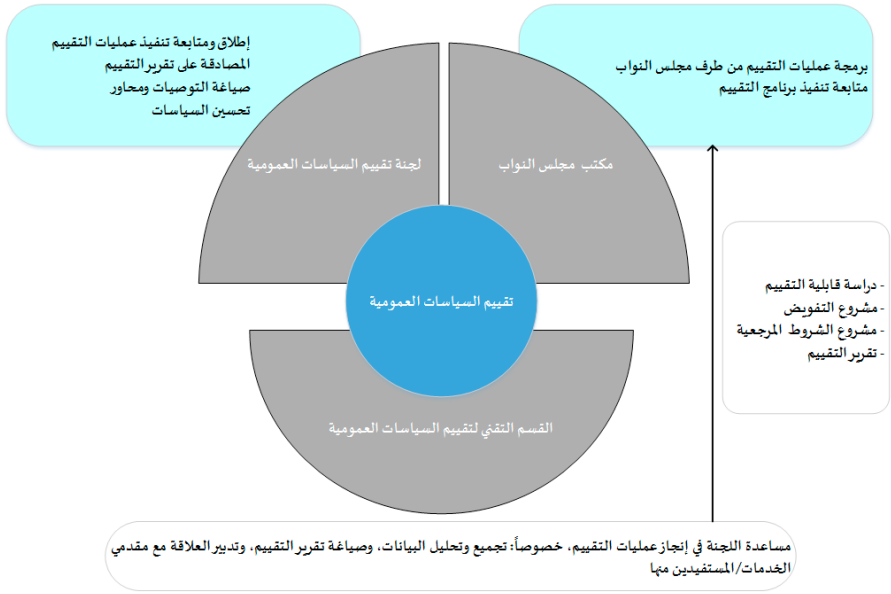 برمجة عمليات التقييم من طرف مجلس النواب
متابعة تنفيذ برنامج التقييم
إطلاق ومتابعة تنفيذ عمليات التقييم
المصادقة على تقرير التقييم
صياغة التوصيات ومحاور
تحسين السياسات
مكتب مجلس النواب
لجنة تقييم السياسات العمومية
تقييم السياسات العمومية
القسم التقني لتقييم السياسات العمومية
- دراسة قابلية التقييم
- مشروع التفويض
- مشروع الشروط المرجعية
- تقرير التقييم
مساعدة اللجنة في إنجاز عمليات التقييم، خصوصاً: تجميع وتحليل البيانات، وصياغة تقرير التقييم، وتدبير العلاقة مع مقدمي
الخدمات/المستفيدين منها